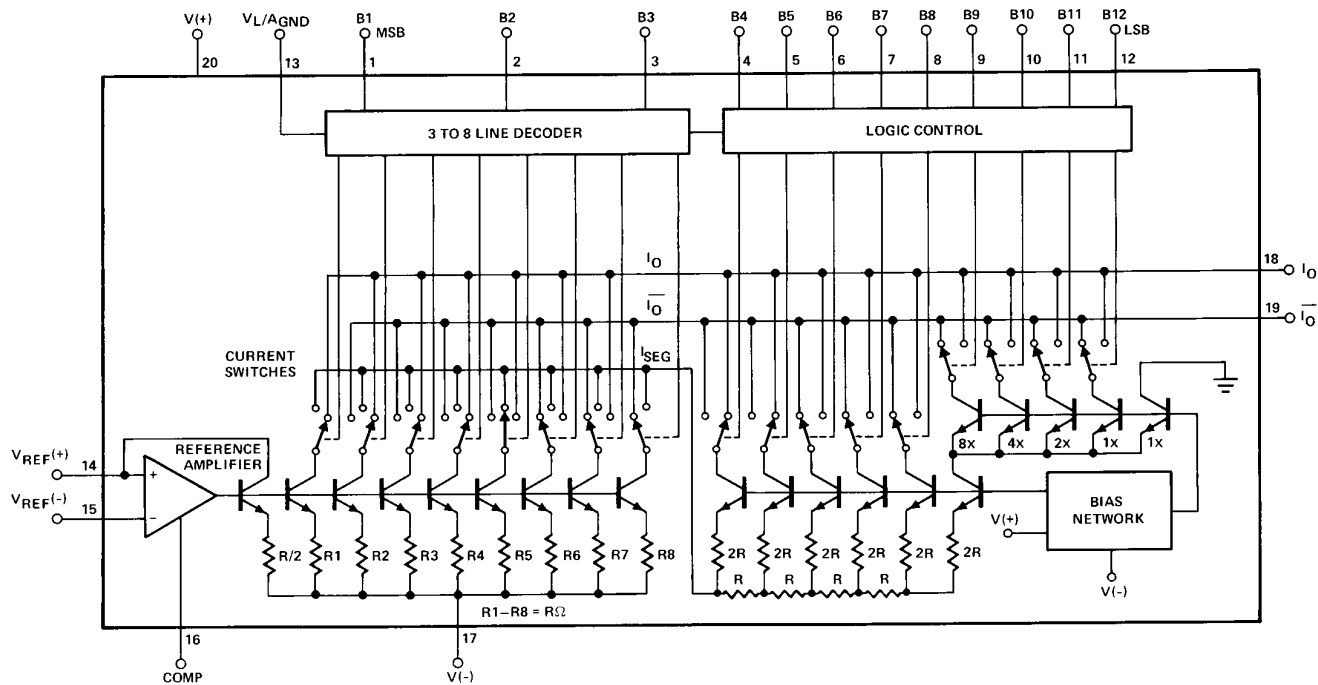 V(+) VL/AGND B1 MSB B2 B3 B4 B5 B6 B7 B8 B9 B10 B11 B12 LSB
20 13 1 2 3 4 5 6 7 8 9 10 11 12
3 TO 8 LINE DECODER
LOGIC CONTROL
IO
18 IO
IO
19 IO
ISEG
CURRENT
SWITCHES
8x 4x 2x 1x 1x
REFERENCE
AMPLIFIER
VREF(+) 14 +
VREF(-) 15 −
BIAS
NETWORK
V(+)
V(-)
R/2 R1 R2 R3 R4 R5 R6 R7 R8
2R 2R 2R 2R 2R 2R
R R R R
R1–R8 = RΩ
16
COMP
17
V(-)